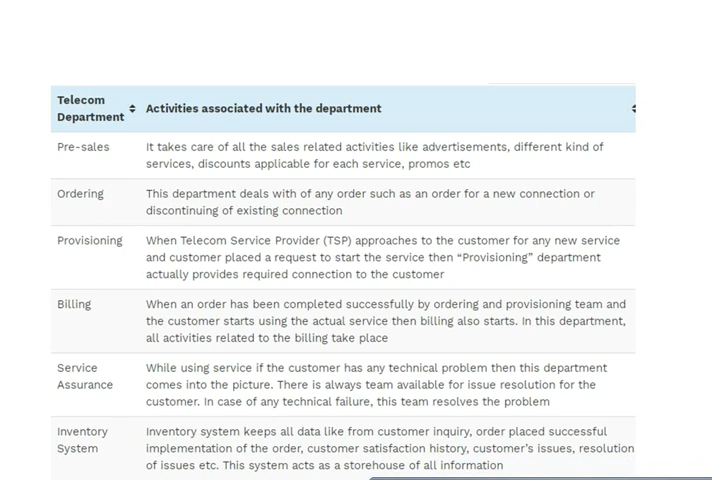 Telecom
Department
Activities associated with the department
Pre-sales
It takes care of all the sales related activities like advertisements, different kind of
services, discounts applicable for each service, promos etc
Ordering
This department deals with of any order such as an order for a new connection or
discontinuing of existing connection
Provisioning
When Telecom Service Provider (TSP) approaches to the customer for any new service
and customer placed a request to start the service then “Provisioning” department
actually provides required connection to the customer
Billing
When an order has been completed successfully by ordering and provisioning team and
the customer starts using the actual service then billing also starts. In this department,
all activities related to the billing take place
Service
Assurance
While using service if the customer has any technical problem then this department
comes into the picture. There is always team available for issue resolution for the
customer. In case of any technical failure, this team resolves the problem
Inventory
System
Inventory system keeps all data like from customer inquiry, order placed successful
implementation of the order, customer satisfaction history, customer’s issues, resolution
of issues etc. This system acts as a storehouse of all information